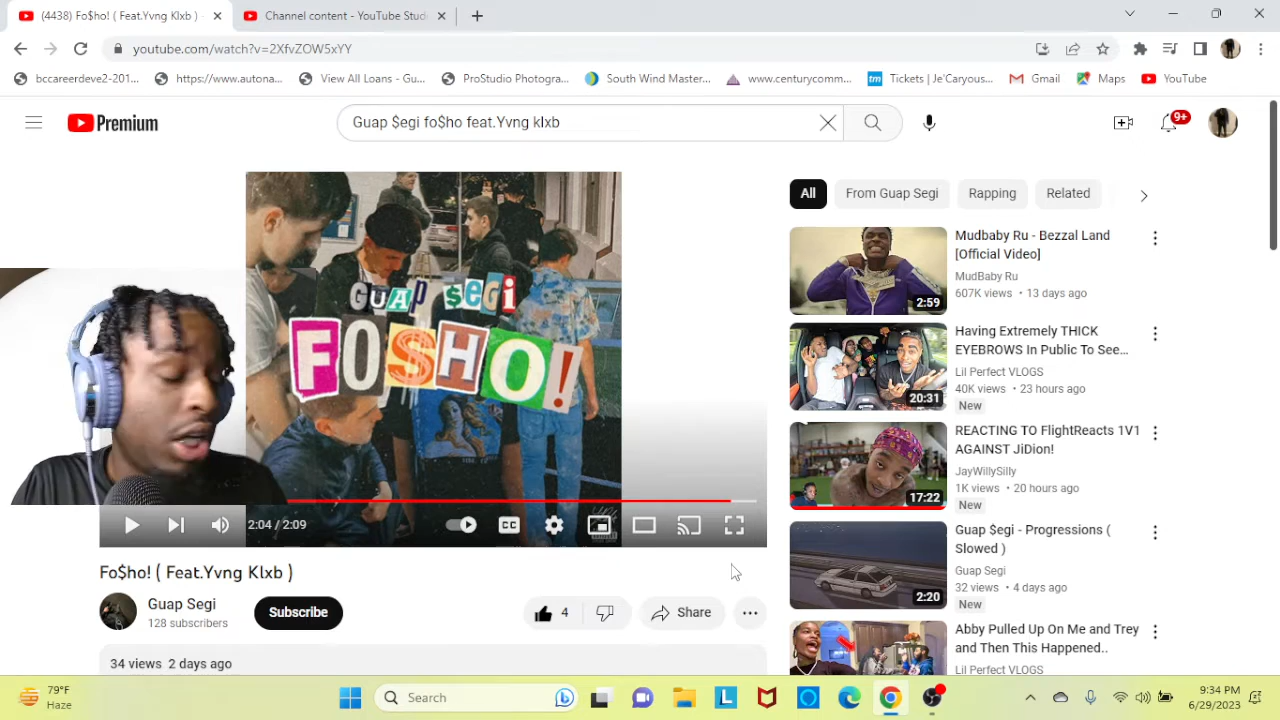 (4438) Fo$ho! ( Feat.Yvng Klxb ) -
Channel content - YouTube Stud
youtube.com/watch?v=2XfvZOW5xYY
bccareerdeve2-201...
https://www.autona...
View All Loans - Gu...
ProStudio Photogra...
South Wind Master...
www.centurycomm...
tm
Tickets | Je'Caryous...
Gmail
Maps
YouTube
Premium
Guap $egi fo$ho feat.Yvng klxb
9+
GUAP $EGI
FO$HO!
2:04 / 2:09
CC
Fo$ho! ( Feat.Yvng Klxb )
Guap Segi
128 subscribers
Subscribe
4
Share
34 views 2 days ago
All
From Guap Segi
Rapping
Related
Mudbaby Ru - Bezzal Land
[Official Video]
MudBaby Ru
607K views • 13 days ago
2:59
Having Extremely THICK
EYEBROWS In Public To See...
Lil Perfect VLOGS
40K views • 23 hours ago
New
20:31
REACTING TO FlightReacts 1V1
AGAINST JiDion!
JayWillySilly
1K views • 20 hours ago
New
17:22
Guap $egi - Progressions (
Slowed )
Guap Segi
32 views • 4 days ago
New
2:20
Abby Pulled Up On Me and Trey
and Then This Happened..
Lil Perfect VLOGS
79°F
Haze
Search
L
9:34 PM
6/29/2023